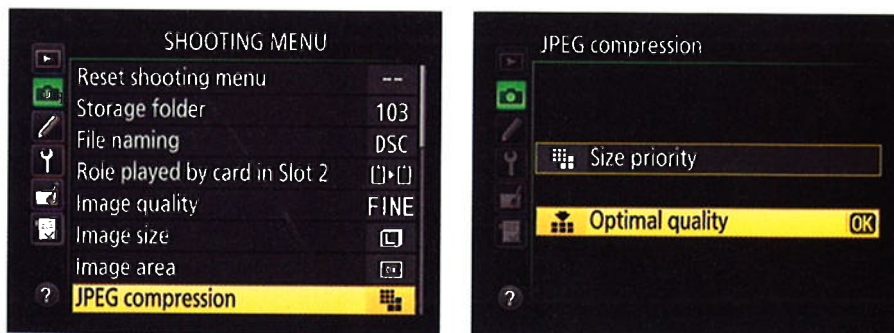 SHOOTING MENU
Reset shooting menu --
Storage folder 103
File naming DSC
Role played by card in Slot 2
Image quality FINE
Image size L
Image area
JPEG compression
?
JPEG compression
Size priority
Optimal quality OK
?